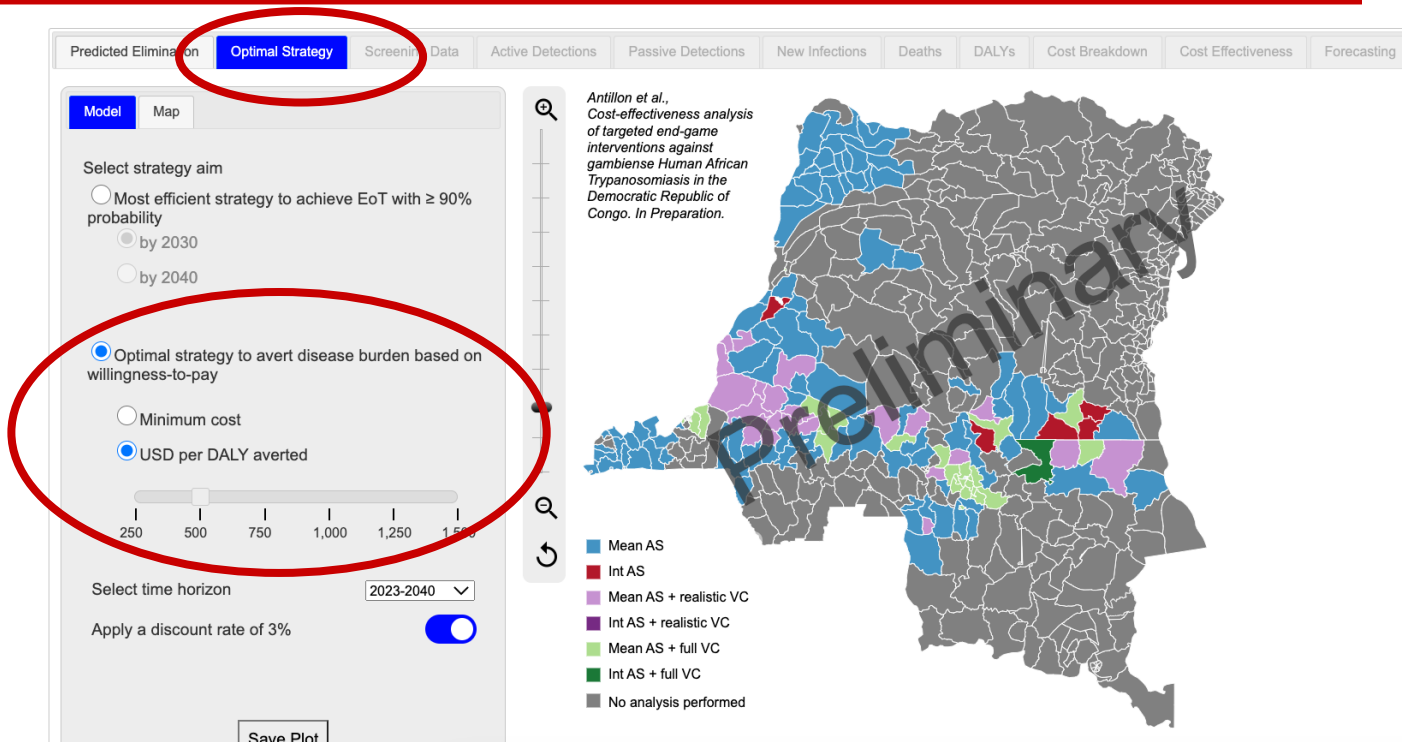 Predicted Elimination
Optimal Strategy
Screening Data
Active Detections
Passive Detections
New Infections
Deaths
DALYs
Cost Breakdown
Cost Effectiveness
Forecasting
Model
Map
Select strategy aim
Most efficient strategy to achieve EoT with ≥ 90%
probability
by 2030
by 2040
Optimal strategy to avert disease burden based on
willingness-to-pay
Minimum cost
USD per DALY averted
250 500 750 1,000 1,250 1,500
Select time horizon
2023-2040
Apply a discount rate of 3%
Save Plot
Antillon et al.,
Cost-effectiveness analysis
of targeted end-game
interventions against
gambiense Human African
Trypanosomiasis in the
Democratic Republic of
Congo. In Preparation.
Preliminary
Mean AS
Int AS
Mean AS + realistic VC
Int AS + realistic VC
Mean AS + full VC
Int AS + full VC
No analysis performed